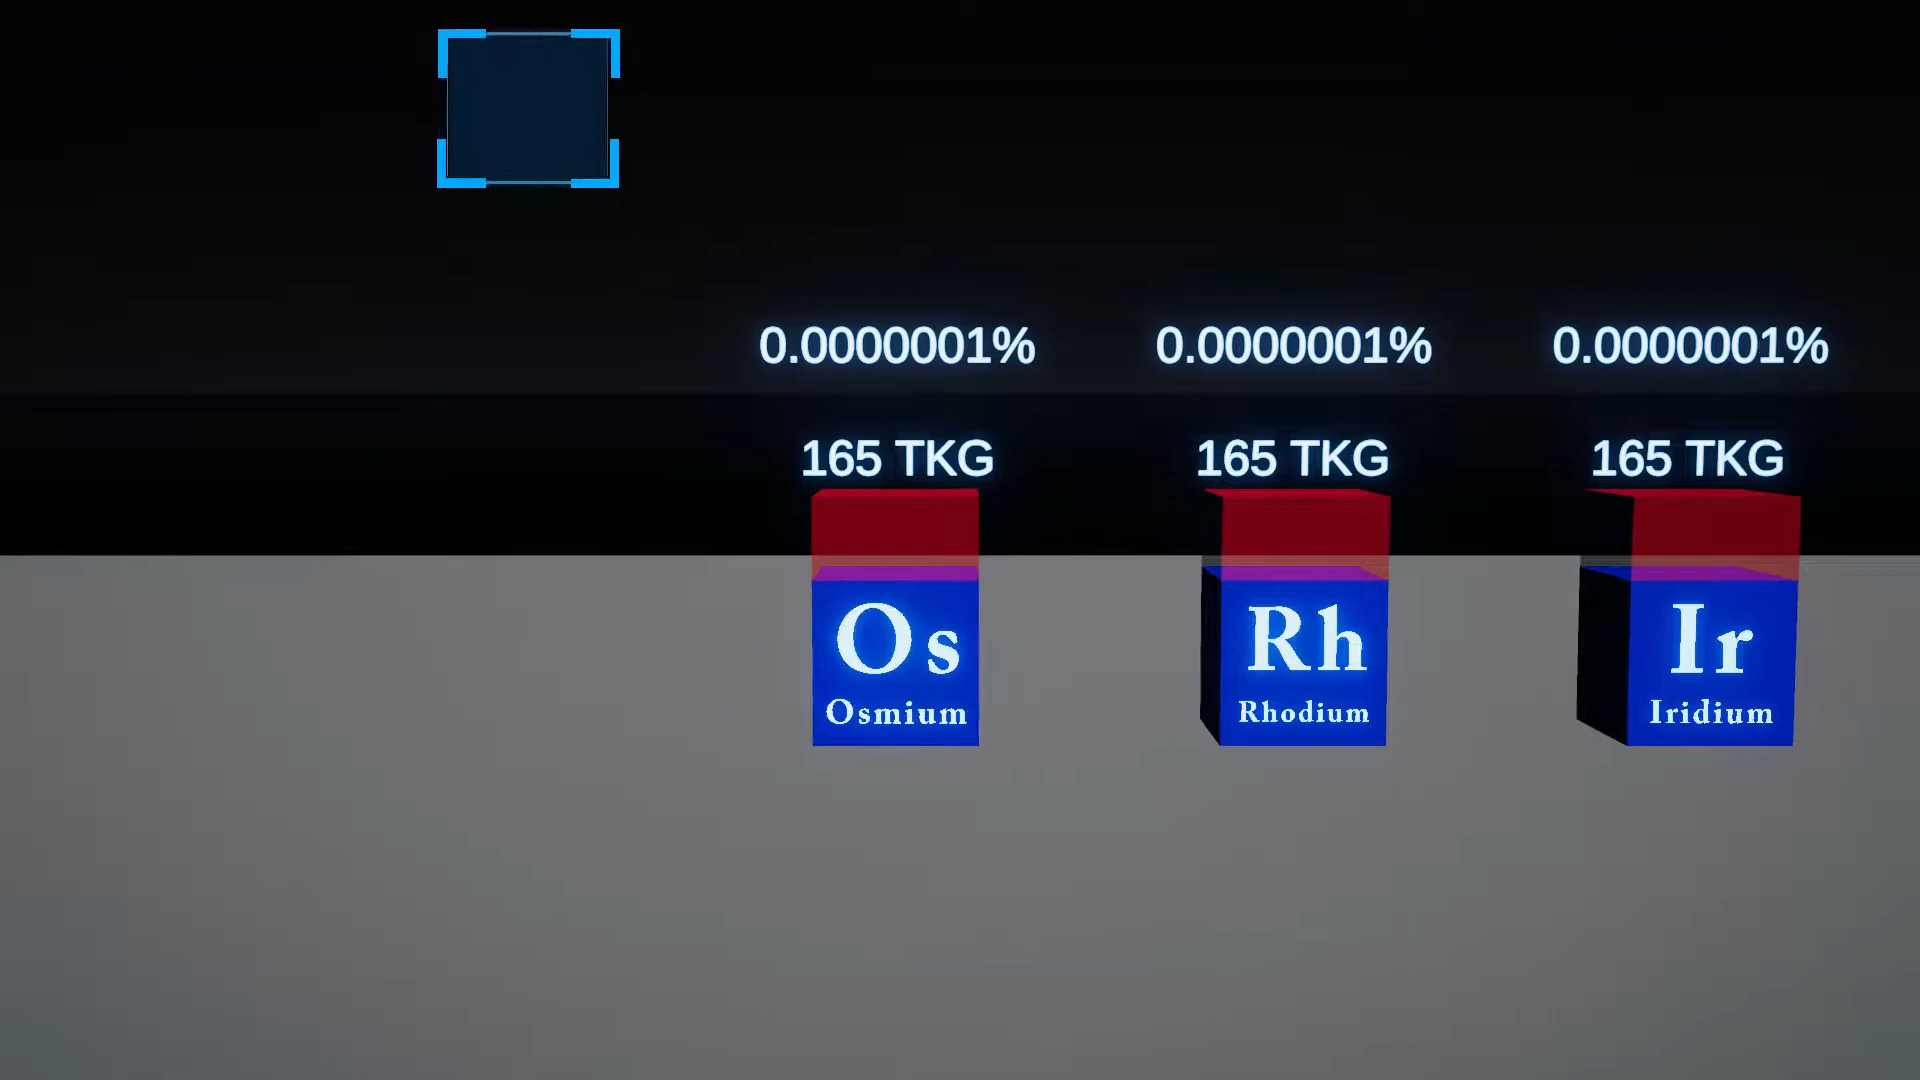 0.0000001% 0.0000001% 0.0000001%
165 TKG 165 TKG 165 TKG
Os Rh Ir
Osmium Rhodium Iridium